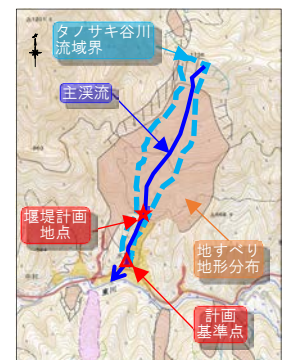 タノサキ谷川
流域界
主渓流
堰堤計画
地点
地すべり
地形分布
計画
基準点